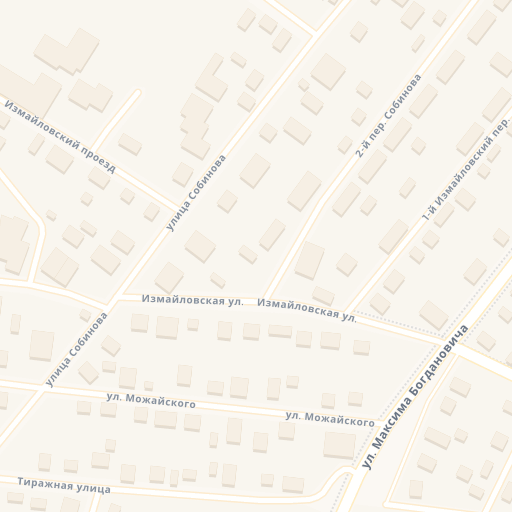 Измайловский проезд
улица Собинова
2-й пер. Собинова
1-й Измайловский пер.
Измайловская ул.
Измайловская ул.
улица Собинова
ул. Максима Богдановича
ул. Можайского
ул. Можайского
Тиражная улица